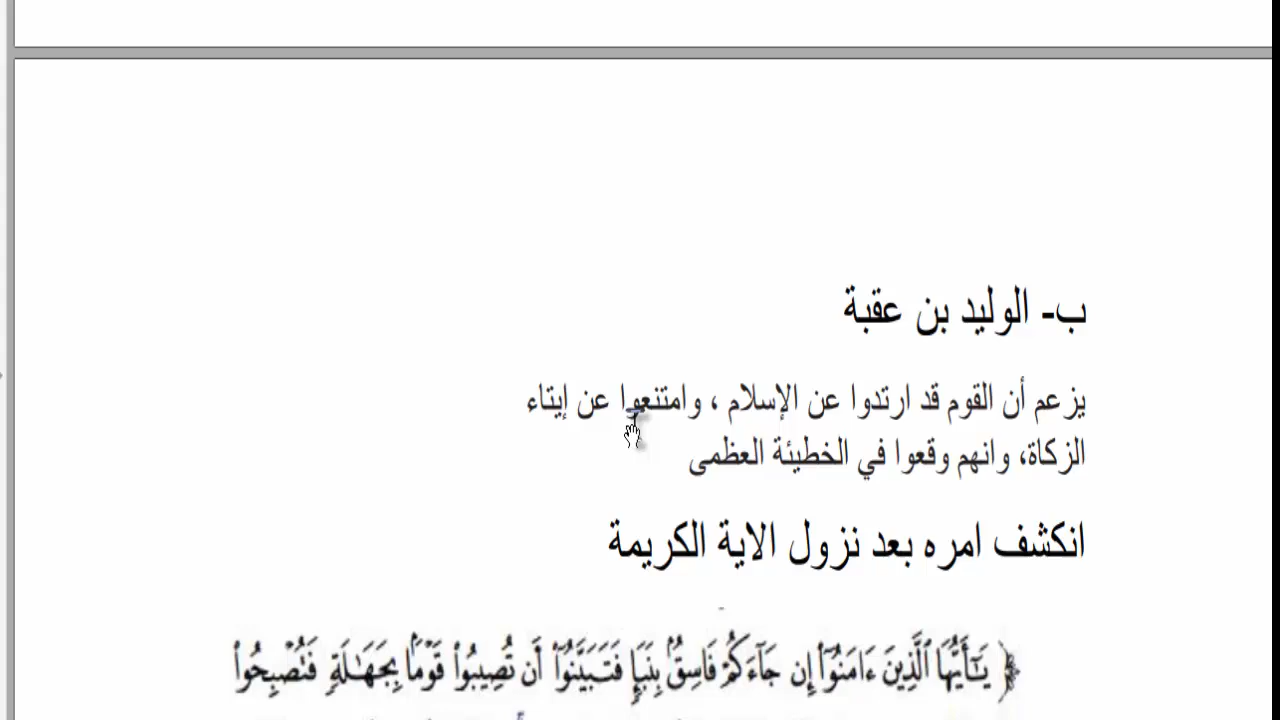 ب- الوليد بن عقبة
يزعم أن القوم قد ارتدوا عن الإسلام ، وامتنعوا عن إيتاء
الزكاة، وانهم وقعوا في الخطيئة العظمى
انكشف امره بعد نزول الاية الكريمة
﴿ يَـٰٓأَيُّهَا ٱلَّذِينَ ءَامَنُوٓا۟ إِن جَآءَكُمْ فَاسِقٌۢ بِنَبَإٍ فَتَبَيَّنُوٓا۟ أَن تُصِيبُوا۟ قَوْمًۢا بِجَهَـٰلَةٍ فَتُصْبِحُوا۟